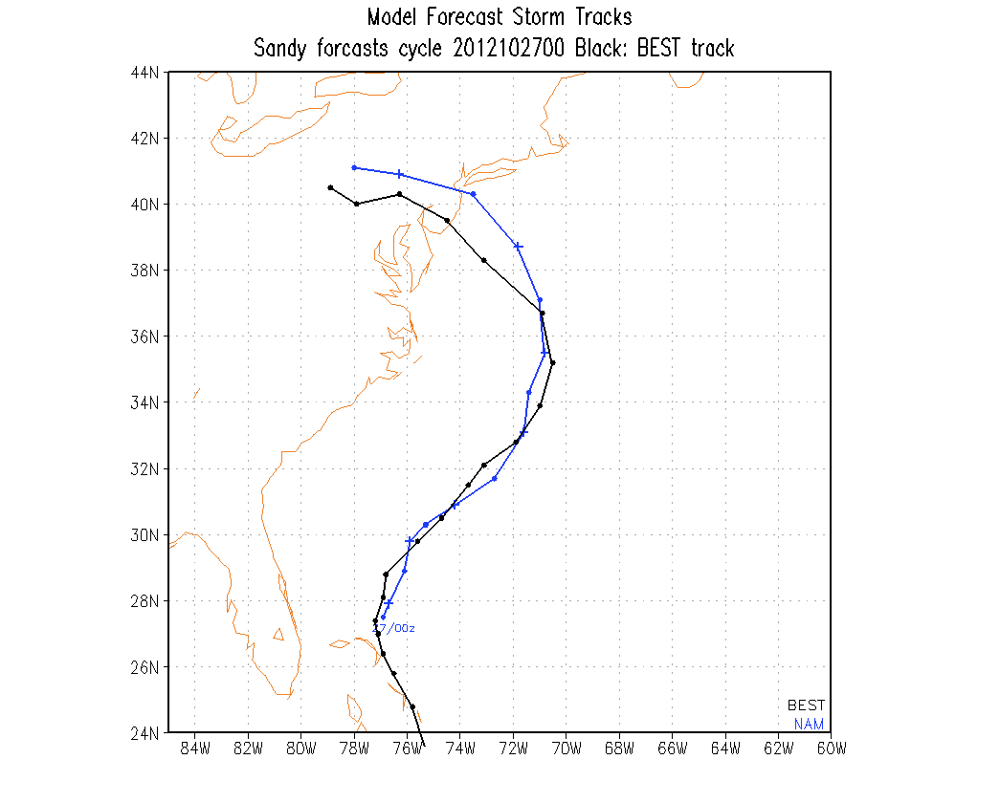 Model Forecast Storm Tracks
Sandy forcasts cycle 2012102700 Black: BEST track
44N
42N
40N
38N
36N
34N
32N
30N
28N
27/00z
26N
BEST
NAM
24N
84W 82W 80W 78W 76W 74W 72W 70W 68W 66W 64W 62W 60W